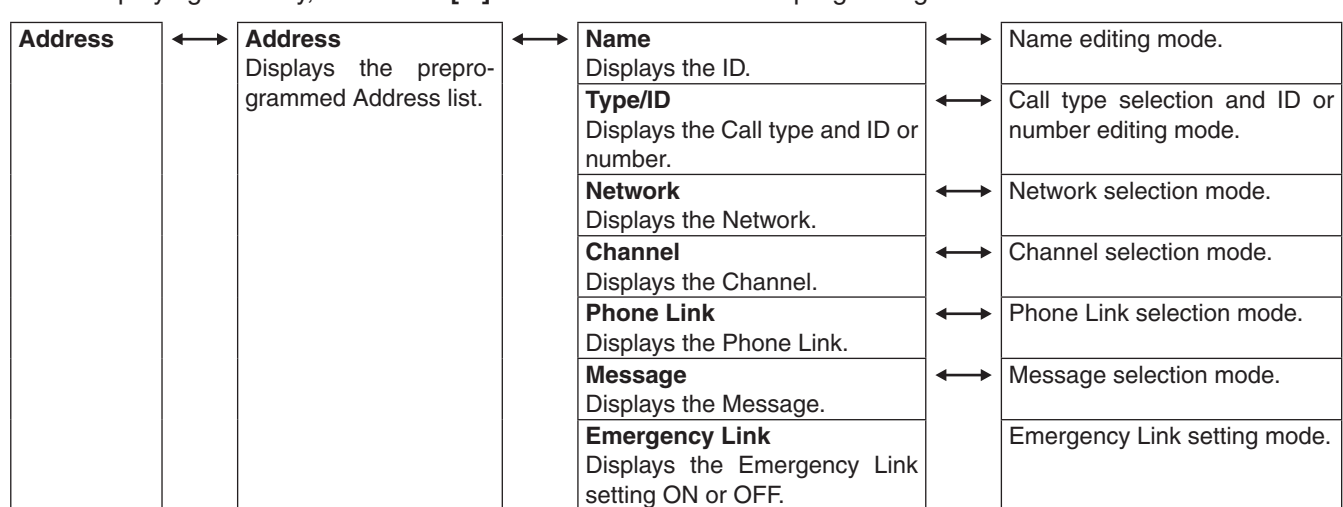 Address
Address
Displays the prepro-
grammed Address list.
Name
Displays the ID.
Name editing mode.
Type/ID
Displays the Call type and ID or
number.
Call type selection and ID or
number editing mode.
Network
Displays the Network.
Network selection mode.
Channel
Displays the Channel.
Channel selection mode.
Phone Link
Displays the Phone Link.
Phone Link selection mode.
Message
Displays the Message.
Message selection mode.
Emergency Link
Displays the Emergency Link
setting ON or OFF.
Emergency Link setting mode.